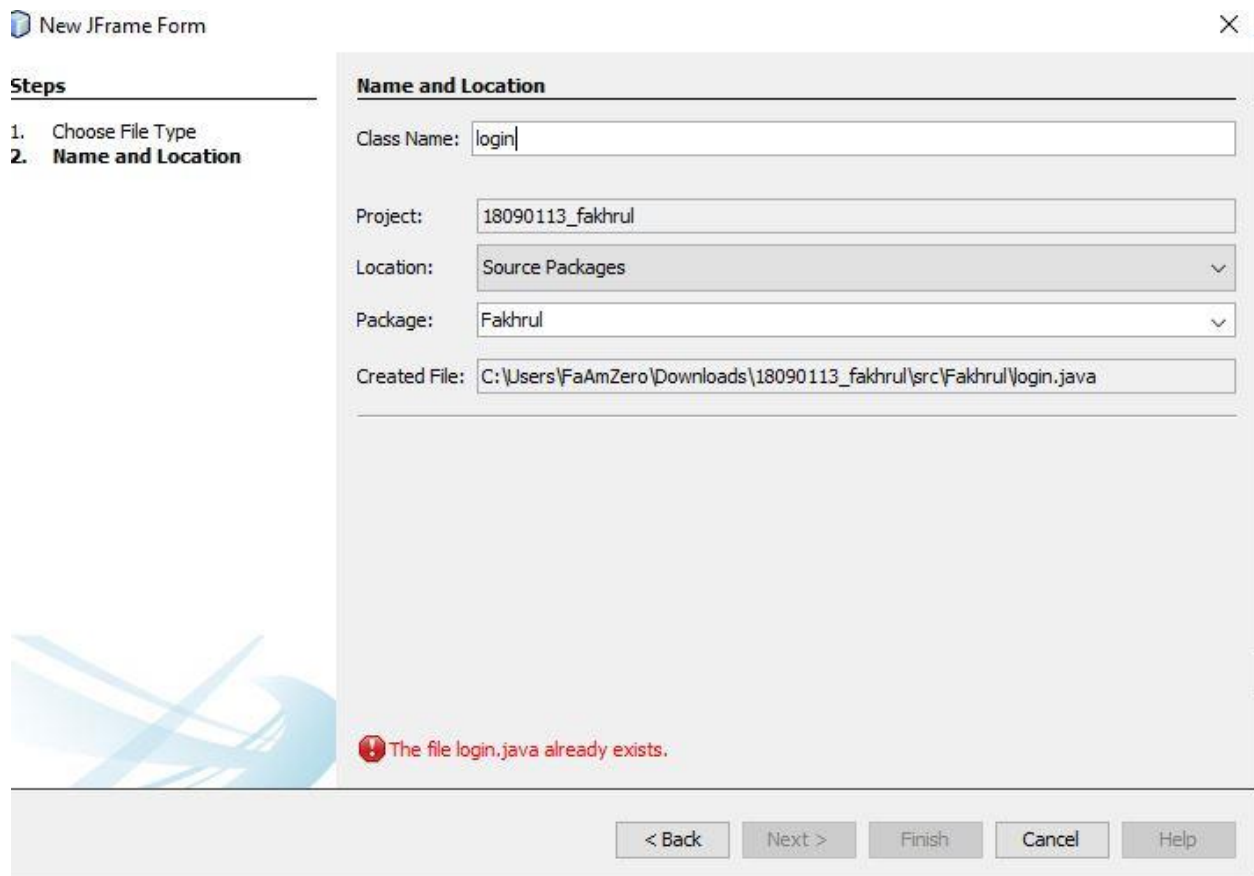 New JFrame Form
Steps
1. Choose File Type
2. Name and Location
Name and Location
Class Name: login
Project: 18090113_fakhrul
Location: Source Packages
Package: Fakhrul
Created File: C:\Users\FaAmZero\Downloads\18090113_fakhrul\src\Fakhrul\login.java
The file login.java already exists.
< Back Next > Finish Cancel Help